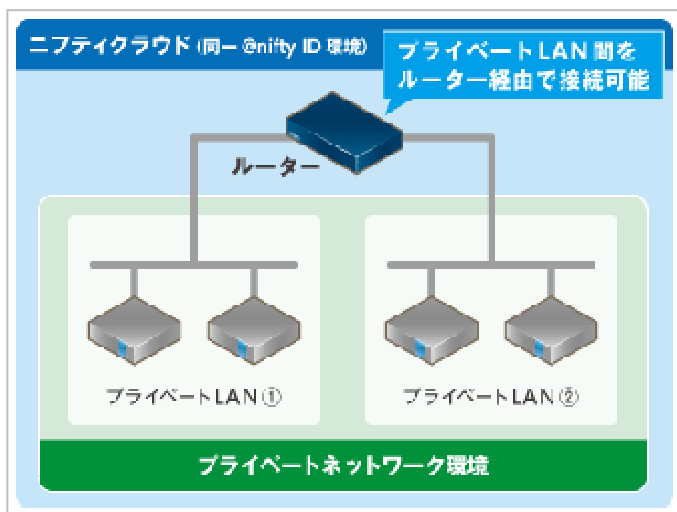 ニフティクラウド (同一 @nifty ID 環境)
プライベートLAN間を
ルーター経由で接続可能
ルーター
プライベートLAN①
プライベートLAN②
プライベートネットワーク環境